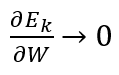 ∂E_k/∂W → 0